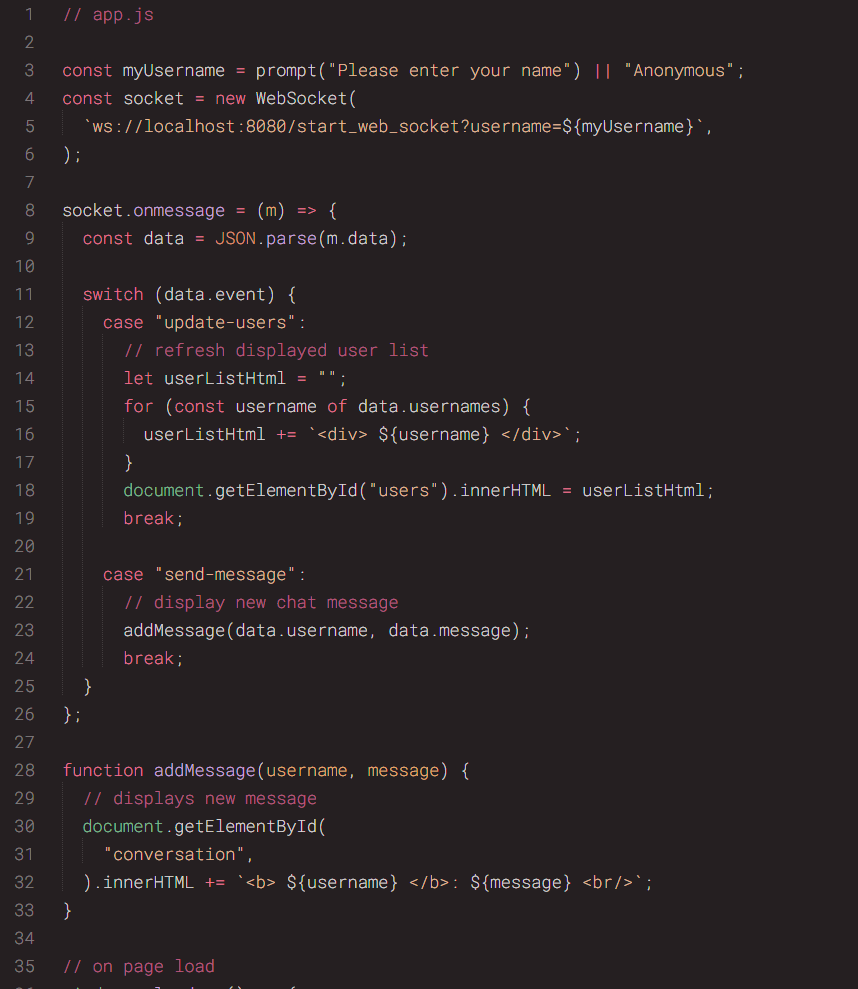 1 // app.js
2
3 const myUsername = prompt("Please enter your name") || "Anonymous";
4 const socket = new WebSocket(
5 `ws://localhost:8080/start_web_socket?username=${myUsername}`,
6 );
7
8 socket.onmessage = (m) => {
9 const data = JSON.parse(m.data);
10
11 switch (data.event) {
12 case "update-users":
13 // refresh displayed user list
14 let userListHtml = "";
15 for (const username of data.usernames) {
16 userListHtml += `<div> ${username} </div>`;
17 }
18 document.getElementById("users").innerHTML = userListHtml;
19 break;
20
21 case "send-message":
22 // display new chat message
23 addMessage(data.username, data.message);
24 break;
25 }
26 };
27
28 function addMessage(username, message) {
29 // displays new message
30 document.getElementById(
31 "conversation",
32 ).innerHTML += `<b> ${username} </b>: ${message} <br/>`;
33 }
34
35 // on page load